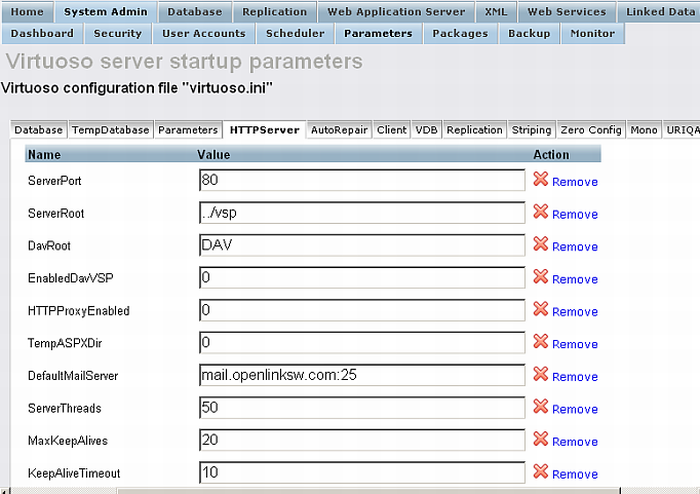 Home System Admin Database Replication Web Application Server XML Web Services Linked Data
Dashboard Security User Accounts Scheduler Parameters Packages Backup Monitor
Virtuoso server startup parameters
Virtuoso configuration file "virtuoso.ini"
Database TempDatabase Parameters HTTPServer AutoRepair Client VDB Replication Striping Zero Config Mono URIQA
Name Value Action
ServerPort 80 Remove
ServerRoot ../vsp Remove
DavRoot DAV Remove
EnabledDavVSP 0 Remove
HTTPProxyEnabled 0 Remove
TempASPXDir 0 Remove
DefaultMailServer mail.openlinksw.com:25 Remove
ServerThreads 50 Remove
MaxKeepAlives 20 Remove
KeepAliveTimeout 10 Remove